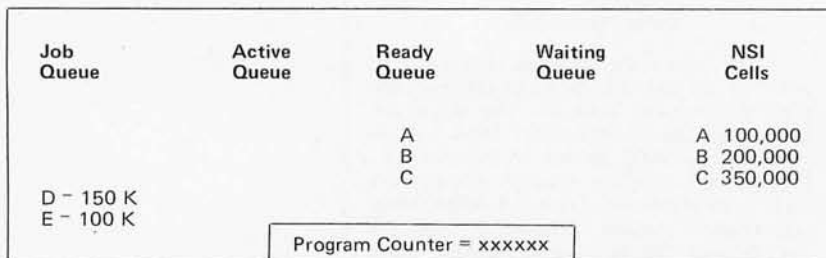 Job Active Ready Waiting NSI
Queue Queue Queue Queue Cells
A A 100,000
B B 200,000
C C 350,000
D - 150 K
E - 100 K
Program Counter = xxxxxx